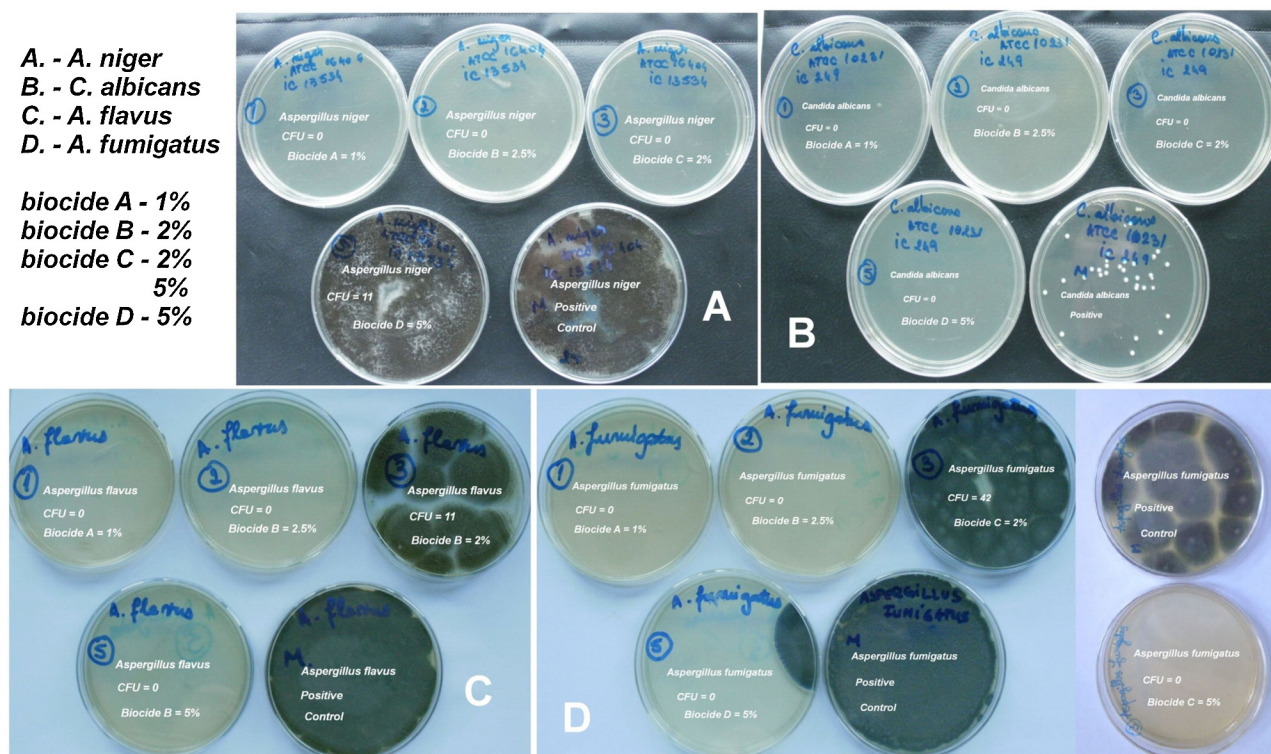 A. - A. niger
B. - C. albicans
C. - A. flavus
D. - A. fumigatus
biocide A - 1%
biocide B - 2%
biocide C - 2%
5%
biocide D - 5%
A. niger
ATCC 16404
IC 13534
1
Aspergillus niger
CFU = 0
Biocide A = 1%
A. niger
ATCC 16404
IC 13534
2
Aspergillus niger
CFU = 0
Biocide B = 2.5%
A. niger
ATCC 16404
IC 13534
3
Aspergillus niger
CFU = 0
Biocide C = 2%
A. niger
Aspergillus niger
CFU = 11
Biocide D = 5%
A. niger
ATCC 16404
IC 13534
Aspergillus niger
M
Positive
Control
A
C. albicans
ATCC 10231
IC 249
1
Candida albicans
CFU = 0
Biocide A = 1%
C. albicans
ATCC 10231
IC 249
2
Candida albicans
CFU = 0
Biocide B = 2.5%
C. albicans
ATCC 10231
IC 249
3
Candida albicans
CFU = 0
Biocide C = 2%
C. albicans
ATCC 10231
IC 249
5
Candida albicans
CFU = 0
Biocide D = 5%
C. albicans
ATCC 10231
IC 249
M
Candida albicans
Positive
B
A. flavus
1
Aspergillus flavus
CFU = 0
Biocide A = 1%
A. flavus
2
Aspergillus flavus
CFU = 0
Biocide B = 2.5%
A. flavus
3
Aspergillus flavus
CFU = 11
Biocide B = 2%
A. flavus
5
Aspergillus flavus
CFU = 0
Biocide B = 5%
A. flavus
M
Aspergillus flavus
Positive
Control
C
A. fumigatus
1
Aspergillus fumigatus
CFU = 0
Biocide A = 1%
A. fumigatus
2
Aspergillus fumigatus
CFU = 0
Biocide B = 2.5%
A. fumigatus
3
Aspergillus fumigatus
CFU = 42
Biocide C = 2%
A. fumigatus
5
Aspergillus fumigatus
CFU = 0
Biocide D = 5%
ASPERGILLUS
FUMIGATUS
M
Aspergillus fumigatus
Positive
Control
D
Aspergillus fumigatus
Positive
Control
M
Aspergillus fumigatus
CFU = 0
Biocide C = 5%